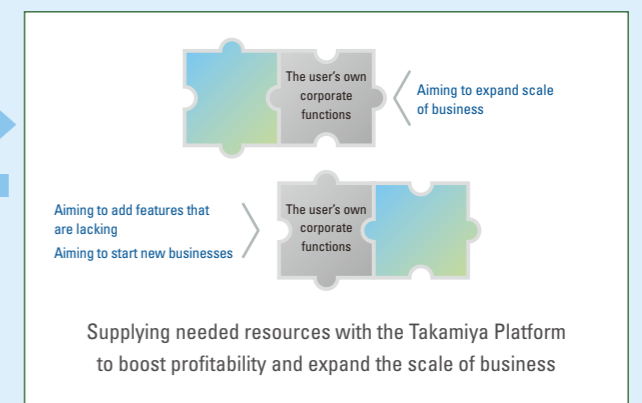 The user's own
corporate
functions
Aiming to expand scale
of business
Aiming to add features that
are lacking
Aiming to start new businesses
The user's own
corporate
functions
Supplying needed resources with the Takamiya Platform
to boost profitability and expand the scale of business